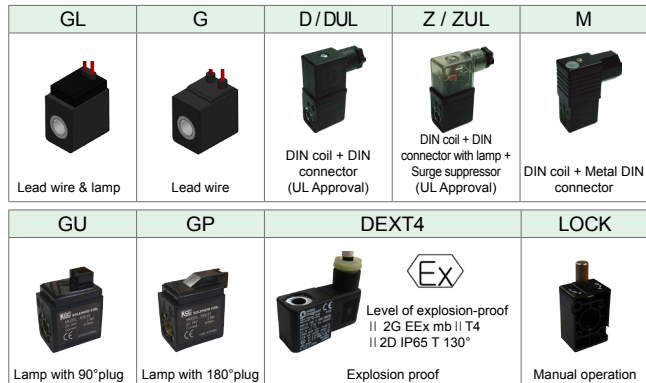 GL
G
D / DUL
Z / ZUL
M
Lead wire & lamp
Lead wire
DIN coil + DIN
connector
(UL Approval)
DIN coil + DIN
connector with lamp +
Surge suppressor
(UL Approval)
DIN coil + Metal DIN
connector
GU
GP
DEXT4
LOCK
KCC SOLENOID COIL
Lamp with 90°plug
Lamp with 180°plug
Ex
Level of explosion-proof
II 2G EEx mb II T4
II 2D IP65 T 130°
Explosion proof
Manual operation